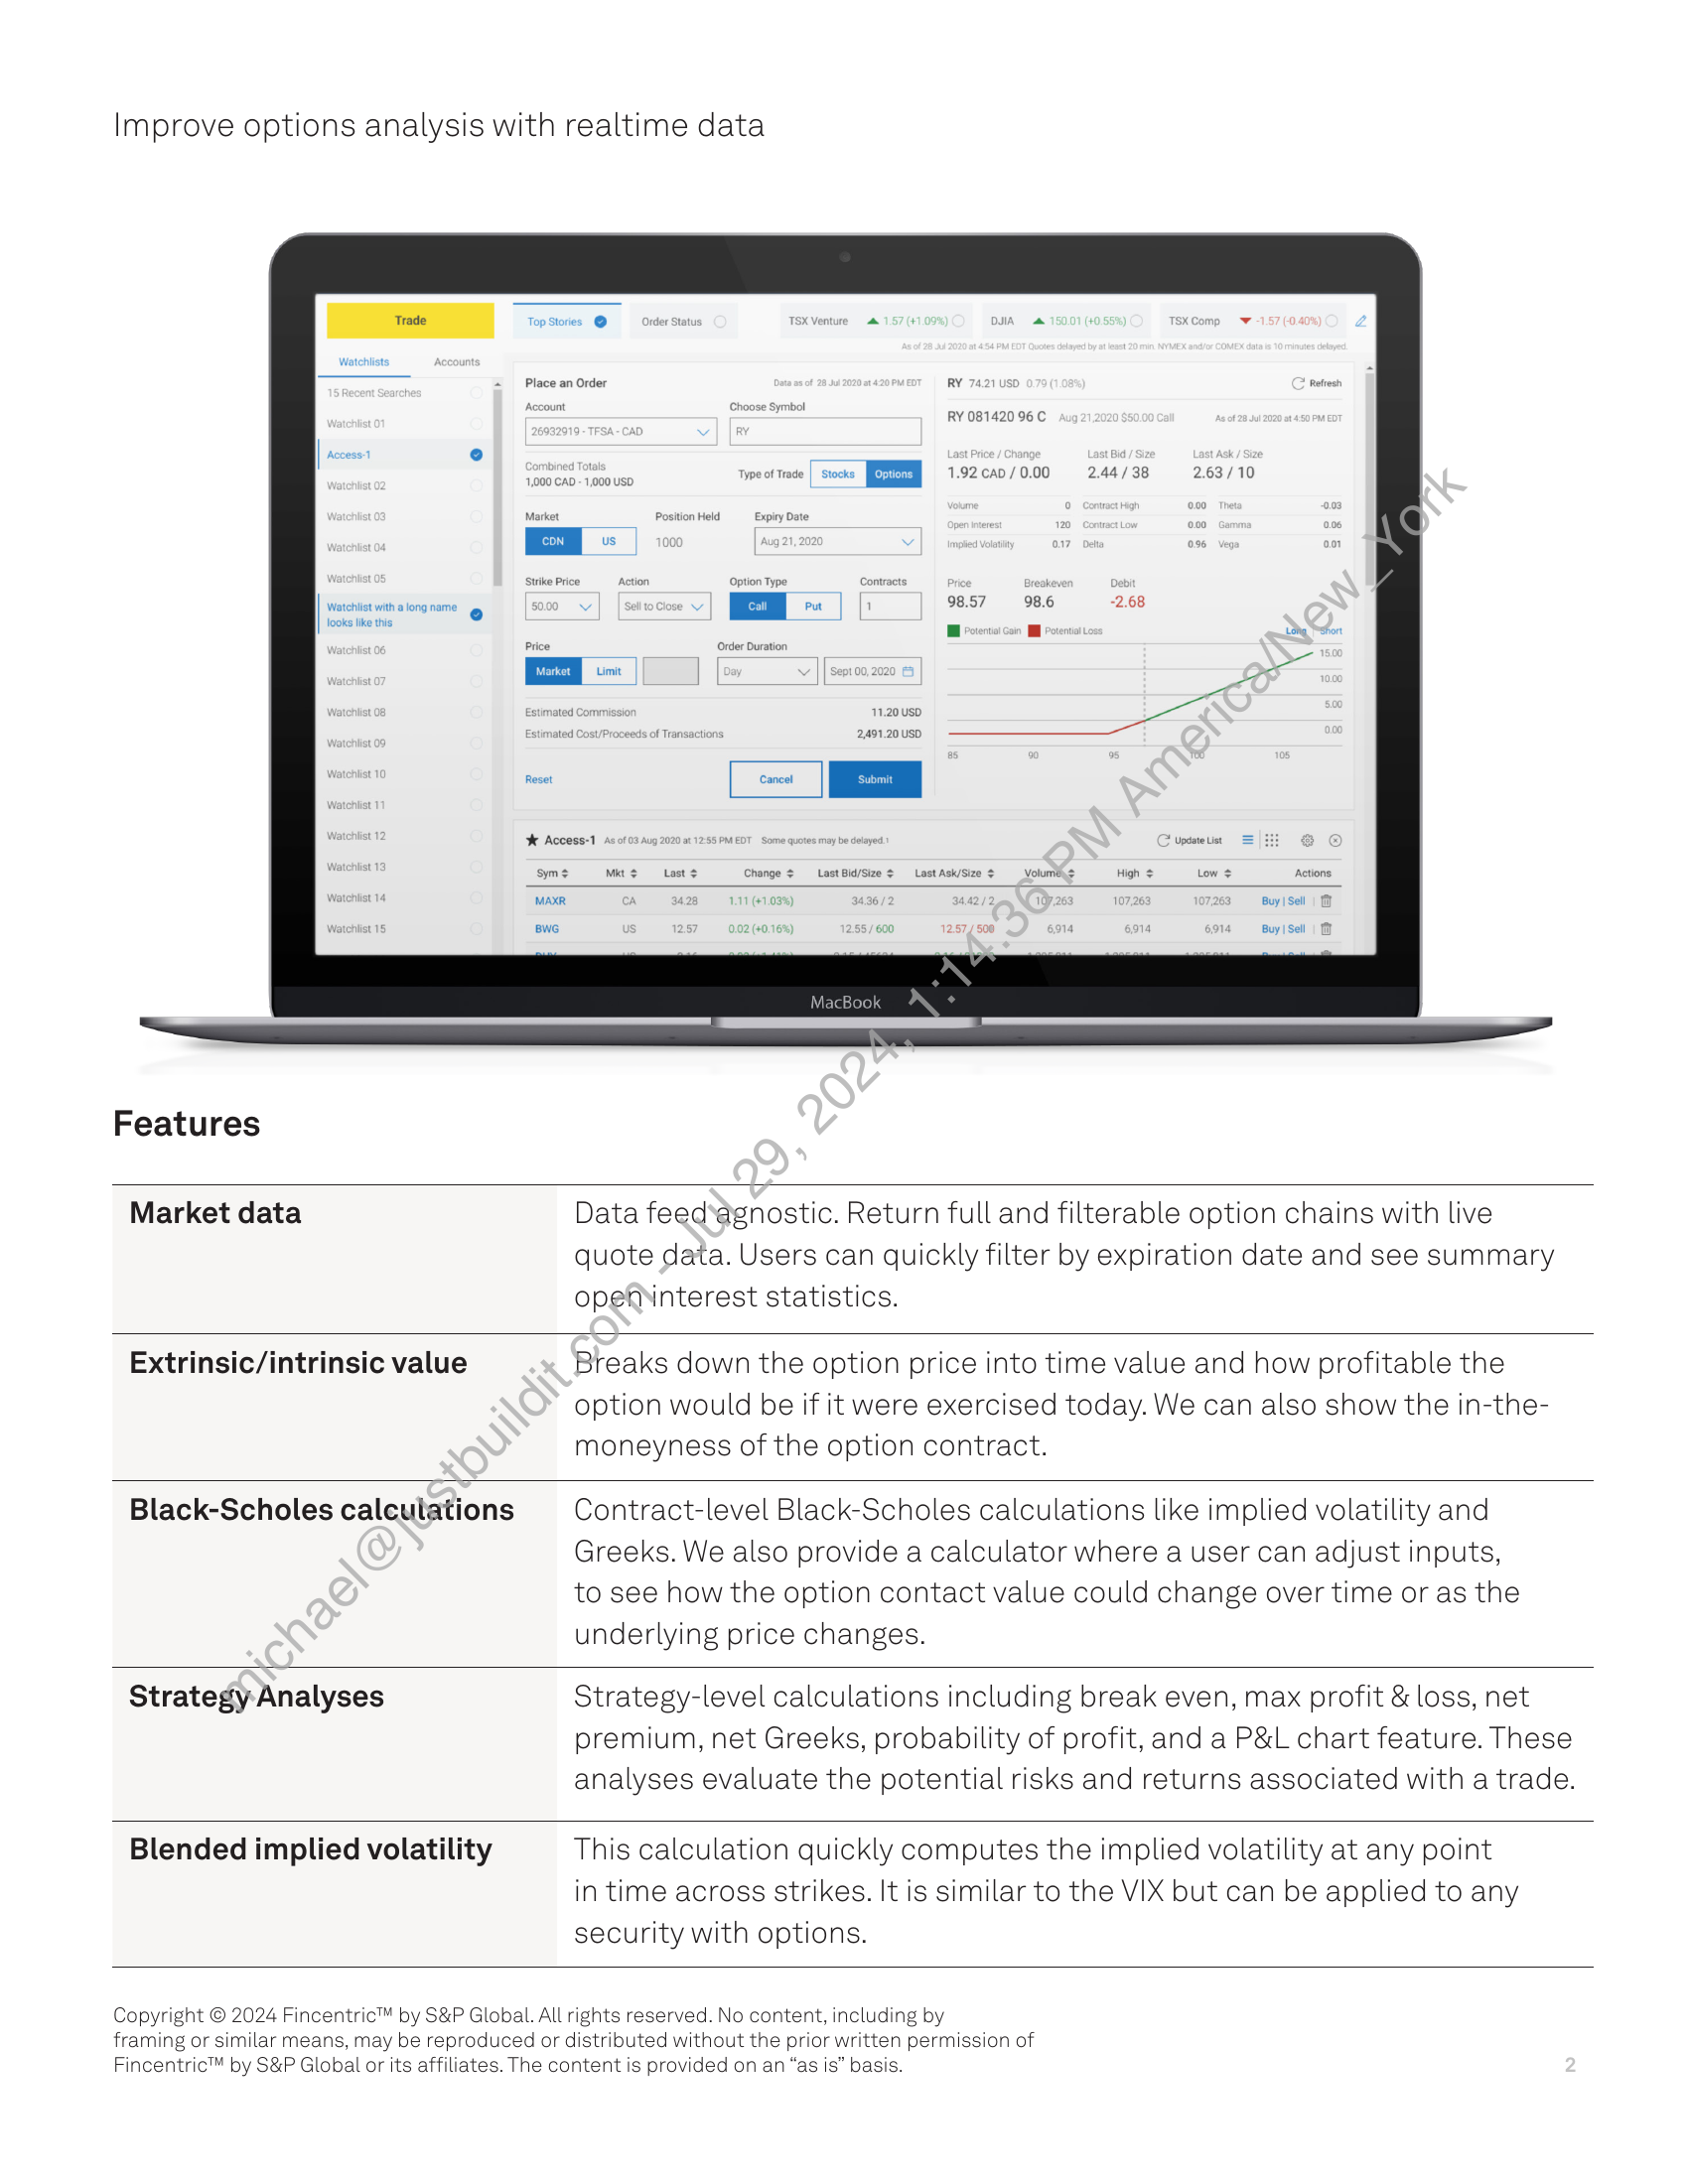 Improve options analysis with realtime data
Trade
Top Stories
Order Status
TSX Venture 1.57 (+1.09%)
DJIA 150.01 (+0.55%)
TSX Comp -1.57 (-0.40%)
As of 28 Jul 2020 at 4:54 PM EDT Quotes delayed by at least 20 min. NYMEX and/or COMEX data is 10 minutes delayed.
Watchlists Accounts
15 Recent Searches
Watchlist 01
Access-1
Watchlist 02
Watchlist 03
Watchlist 04
Watchlist 05
Watchlist with a long name
looks like this
Watchlist 06
Watchlist 07
Watchlist 08
Watchlist 09
Watchlist 10
Watchlist 11
Watchlist 12
Watchlist 13
Watchlist 14
Watchlist 15
Place an Order Data as of 28 Jul 2020 at 4:20 PM EDT
Account Choose Symbol
26932919 - TFSA - CAD RY
Combined Totals
1,000 CAD - 1,000 USD
Type of Trade Stocks Options
Market Position Held Expiry Date
CDN US 1000 Aug 21, 2020
Strike Price Action Option Type Contracts
50.00 Sell to Close Call Put 1
Price Order Duration
Market Limit Day Sept 00, 2020
Estimated Commission 11.20 USD
Estimated Cost/Proceeds of Transactions 2,491.20 USD
Reset Cancel Submit
RY 74.21 USD 0.79 (1.08%) Refresh
RY 081420 96 C Aug 21,2020 $50.00 Call As of 28 Jul 2020 at 4:50 PM EDT
Last Price / Change Last Bid / Size Last Ask / Size
1.92 CAD / 0.00 2.44 / 38 2.63 / 10
Volume 0 Contract High 0.00 Theta -0.03
Open Interest 120 Contract Low 0.00 Gamma 0.06
Implied Volatility 0.17 Delta 0.96 Vega 0.01
Price Breakeven Debit
98.57 98.6 -2.68
Potential Gain Potential Loss Long Short
15.00
10.00
5.00
0.00
85 90 95 100 105
Access-1 As of 03 Aug 2020 at 12:55 PM EDT Some quotes may be delayed.¹ Update List
Sym Mkt Last Change Last Bid/Size Last Ask/Size Volume High Low Actions
MAXR CA 34.28 1.11 (+1.03%) 34.36 / 2 34.42 / 2 107,263 107,263 107,263 Buy | Sell
BWG US 12.57 0.02 (+0.16%) 12.55 / 600 12.57 / 500 6,914 6,914 6,914 Buy | Sell
MacBook
Features
Market data
Data feed agnostic. Return full and filterable option chains with live
quote data. Users can quickly filter by expiration date and see summary
open interest statistics.
Extrinsic/intrinsic value
Breaks down the option price into time value and how profitable the
option would be if it were exercised today. We can also show the in-the-
moneyness of the option contract.
Black-Scholes calculations
Contract-level Black-Scholes calculations like implied volatility and
Greeks. We also provide a calculator where a user can adjust inputs,
to see how the option contact value could change over time or as the
underlying price changes.
Strategy Analyses
Strategy-level calculations including break even, max profit & loss, net
premium, net Greeks, probability of profit, and a P&L chart feature. These
analyses evaluate the potential risks and returns associated with a trade.
Blended implied volatility
This calculation quickly computes the implied volatility at any point
in time across strikes. It is similar to the VIX but can be applied to any
security with options.
Copyright © 2024 Fincentric™ by S&P Global. All rights reserved. No content, including by
framing or similar means, may be reproduced or distributed without the prior written permission of
Fincentric™ by S&P Global or its affiliates. The content is provided on an “as is” basis.
2
michael@justbuildit.com - Jul 29, 2024, 1:14:36 PM America/New_York